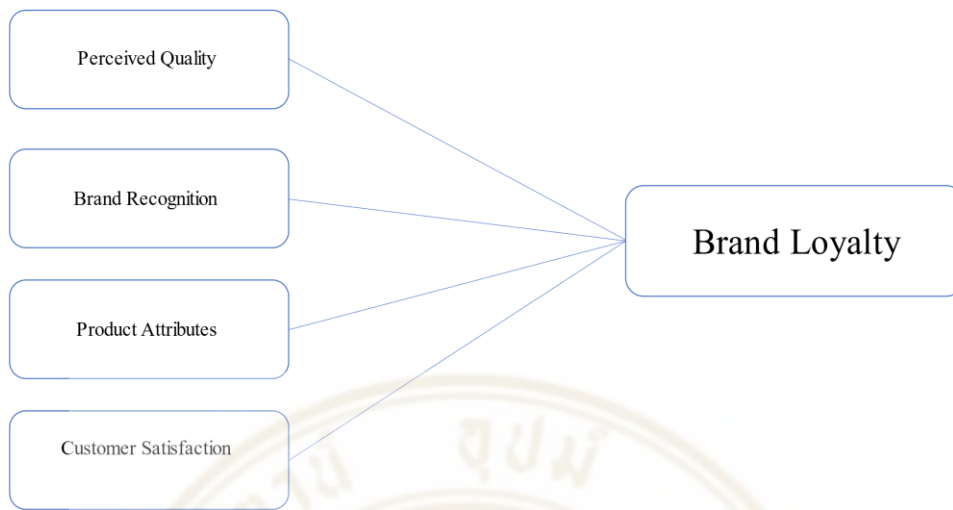 Perceived Quality
Brand Recognition
Brand Loyalty
Product Attributes
Customer Satisfaction